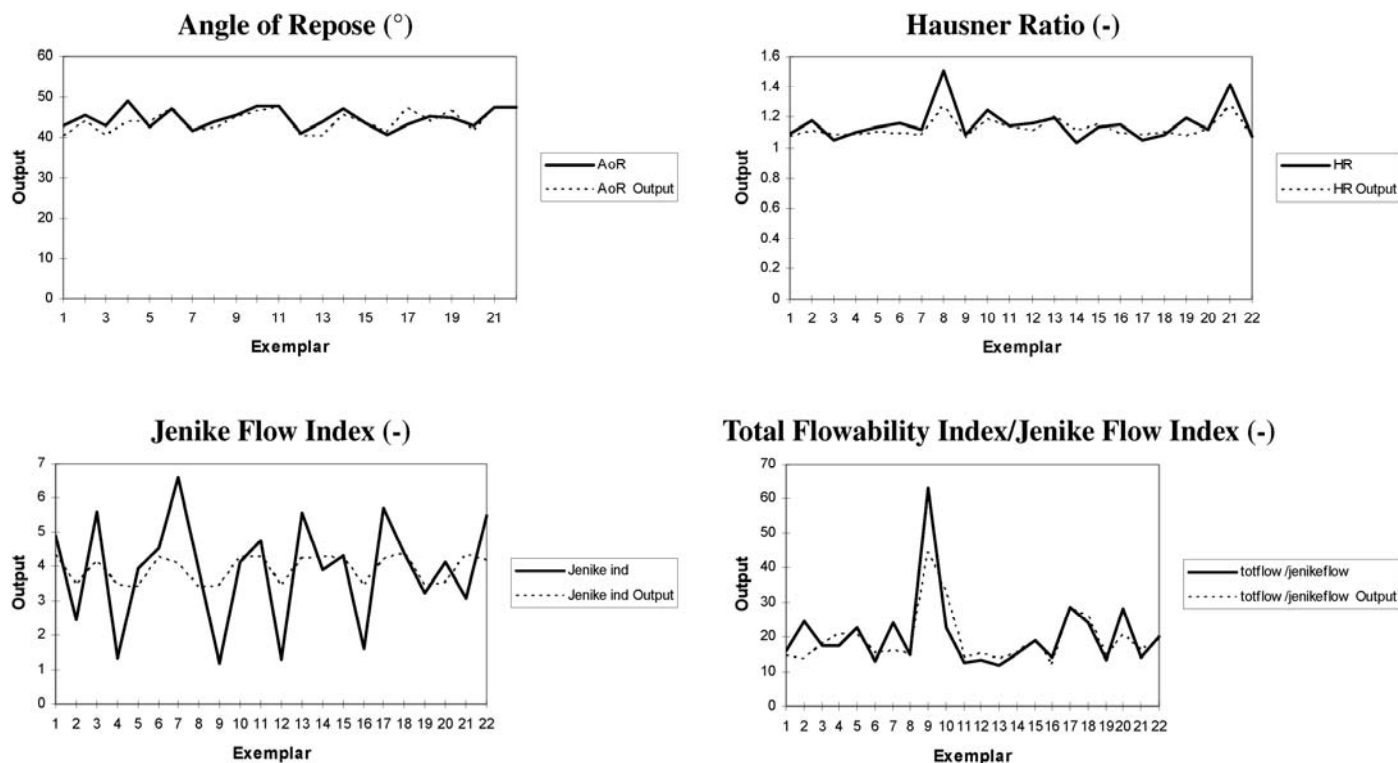 Angle of Repose (°)
60
50
40
30
20
10
0
Output
1 3 5 7 9 11 13 15 17 19 21
Exemplar
AoR
AoR Output
Hausner Ratio (-)
1.6
1.4
1.2
1
0.8
0.6
0.4
0.2
0
Output
1 2 3 4 5 6 7 8 9 10 11 12 13 14 15 16 17 18 19 20 21 22
Exemplar
HR
HR Output
Jenike Flow Index (-)
7
6
5
4
3
2
1
0
Output
1 2 3 4 5 6 7 8 9 10 11 12 13 14 15 16 17 18 19 20 21 22
Exemplar
Jenike ind
Jenike ind Output
Total Flowability Index/Jenike Flow Index (-)
70
60
50
40
30
20
10
0
Output
1 2 3 4 5 6 7 8 9 10 11 12 13 14 15 16 17 18 19 20 21 22
Exemplar
totflow/jenikeflow
totflow/jenikeflow Output